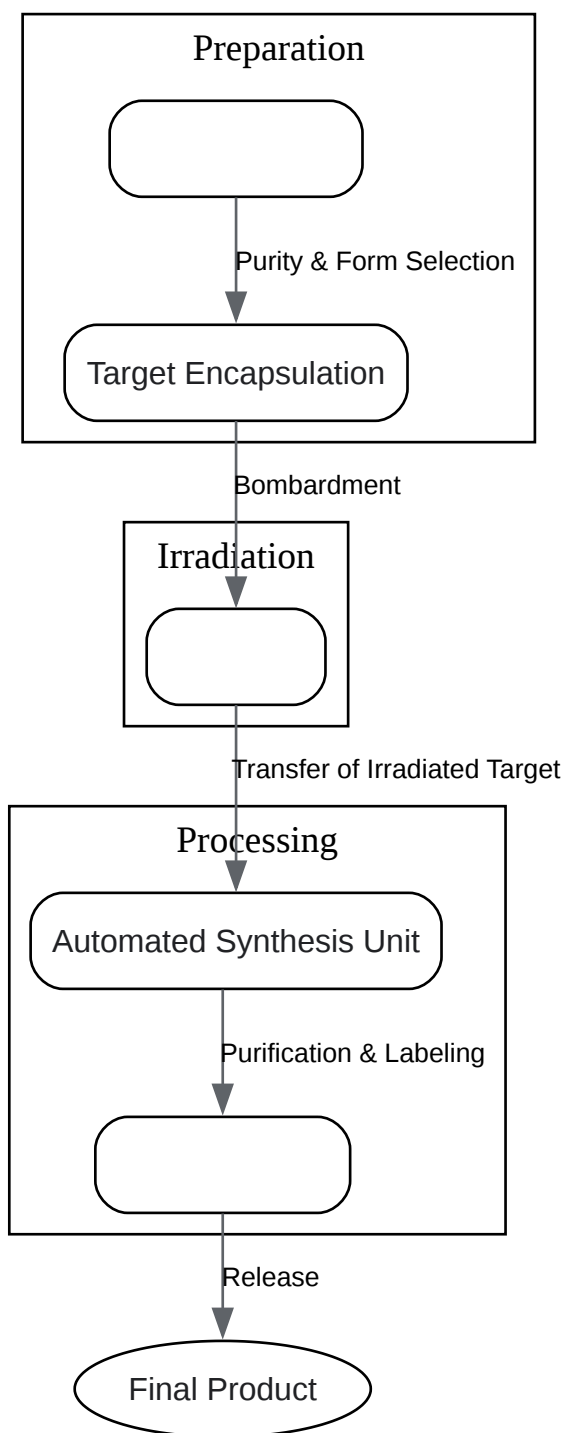 Preparation
Purity & Form Selection
Target Encapsulation
Bombardment
Irradiation
Transfer of Irradiated Target
Processing
Automated Synthesis Unit
Purification & Labeling
Release
Final Product